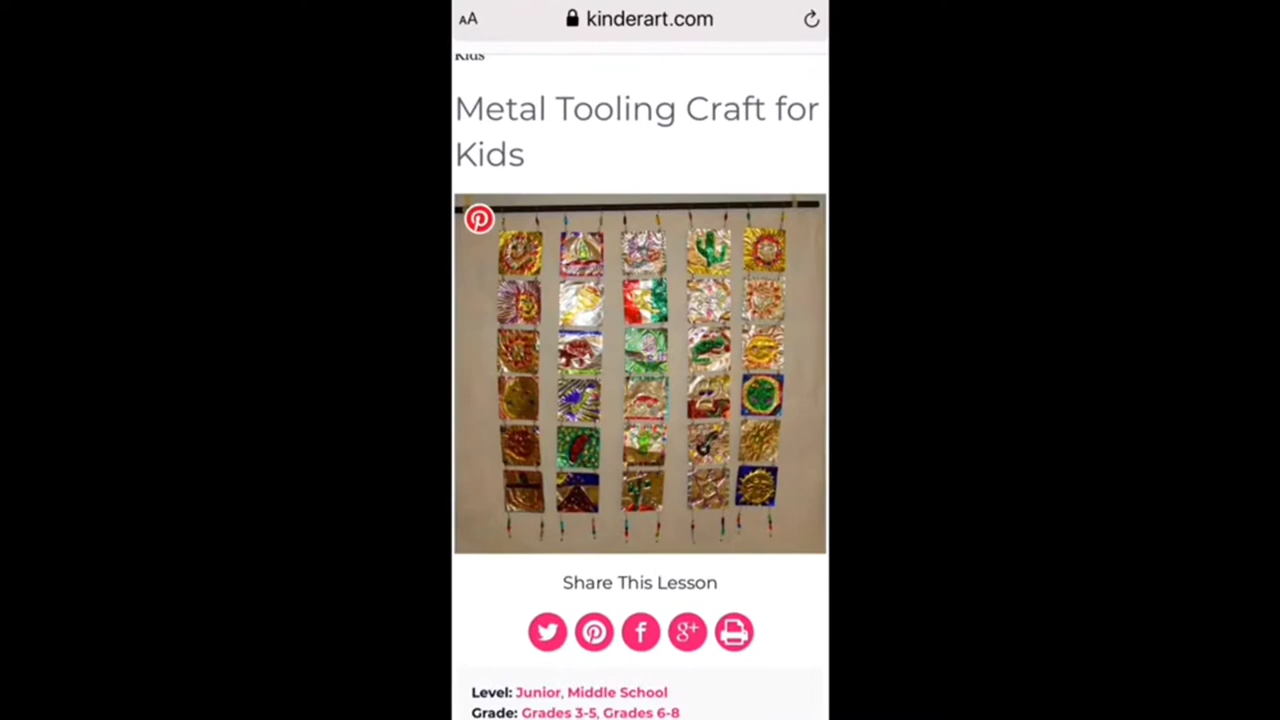 AA kinderart.com
Kids
Metal Tooling Craft for
Kids
Share This Lesson
f g+
Level: Junior, Middle School
Grade: Grades 3-5, Grades 6-8